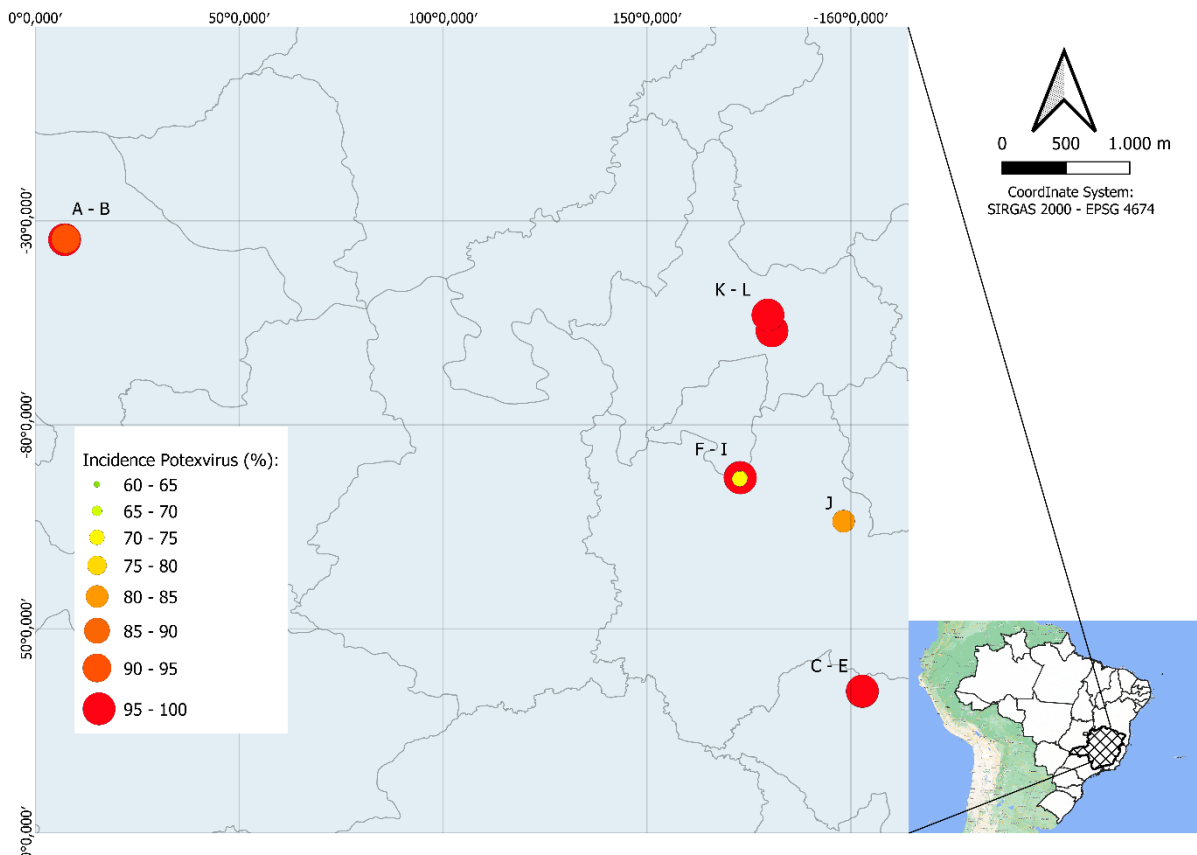 0°0,000′ 50°0,000′ 100°0,000′ 150°0,000′ -160°0,000′
0 500 1.000 m
CoordInate System:
SIRGAS 2000 - EPSG 4674
A - B
-30°0,000′
K - L
-80°0,000′
F - I
Incidence Potexvirus (%):
60 - 65
65 - 70
70 - 75
75 - 80
80 - 85
85 - 90
90 - 95
95 - 100
J
50°0,000′
C - E
0°0,000′